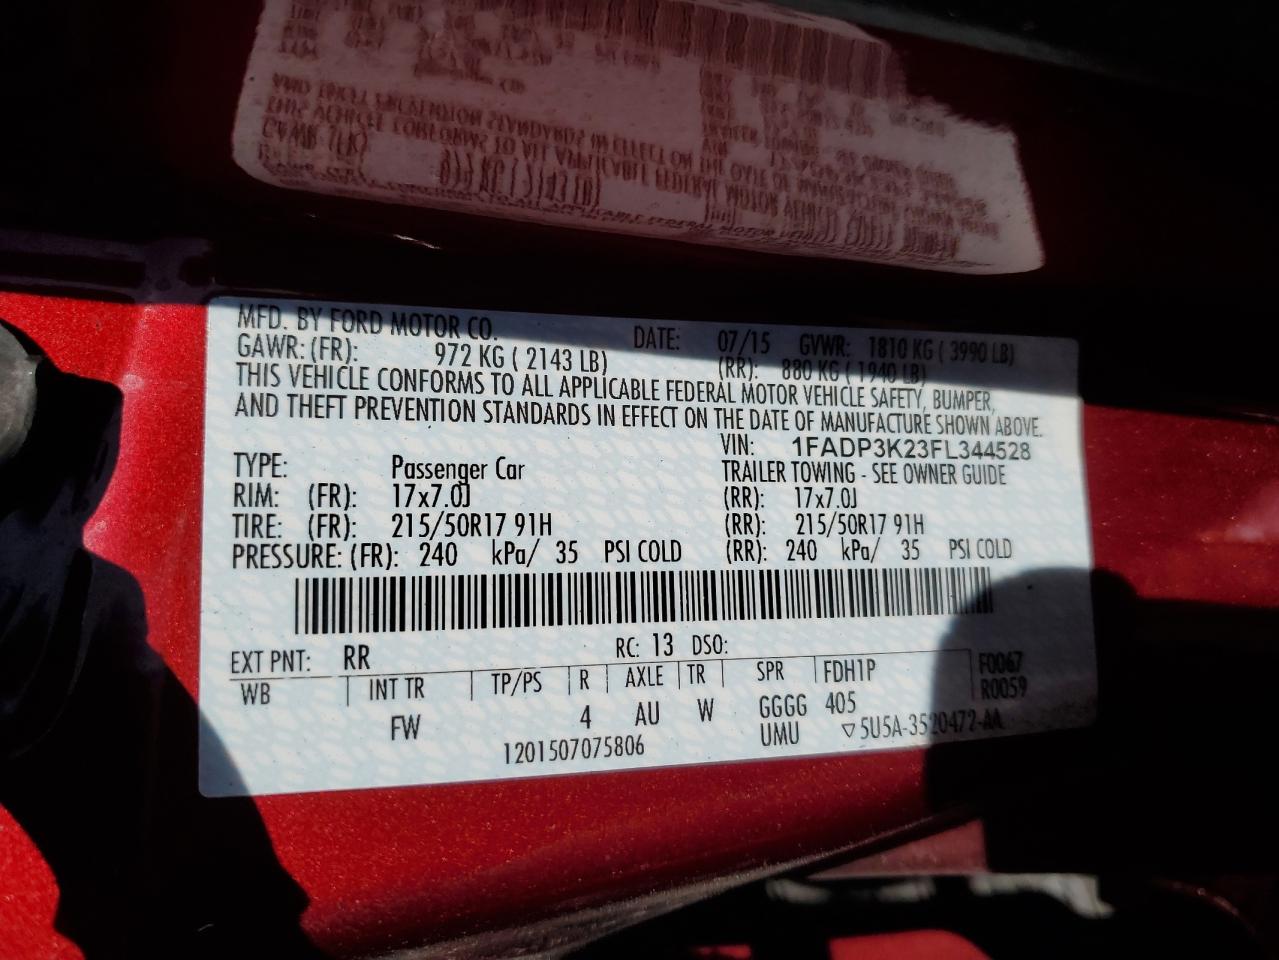 MFD. BY FORD MOTOR CO. DATE: 07/15 GVWR: 1810 KG ( 3990 LB)
GAWR: (FR): 972 KG ( 2143 LB) (RR): 880 KG ( 1940 LB)
THIS VEHICLE CONFORMS TO ALL APPLICABLE FEDERAL MOTOR VEHICLE SAFETY, BUMPER,
AND THEFT PREVENTION STANDARDS IN EFFECT ON THE DATE OF MANUFACTURE SHOWN ABOVE.
VIN: 1FADP3K23FL344528
TYPE: Passenger Car TRAILER TOWING - SEE OWNER GUIDE
RIM: (FR): 17x7.0J (RR): 17x7.0J
TIRE: (FR): 215/50R17 91H (RR): 215/50R17 91H
PRESSURE: (FR): 240 kPa/ 35 PSI COLD (RR): 240 kPa/ 35 PSI COLD
EXT PNT: RR RC: 13 DSO:
WB INT TR TP/PS R AXLE TR SPR FDH1P F0067
R0059
FW 4 AU W GGGG 405
UMU ▽5U5A-3520472-AA
1201507075806